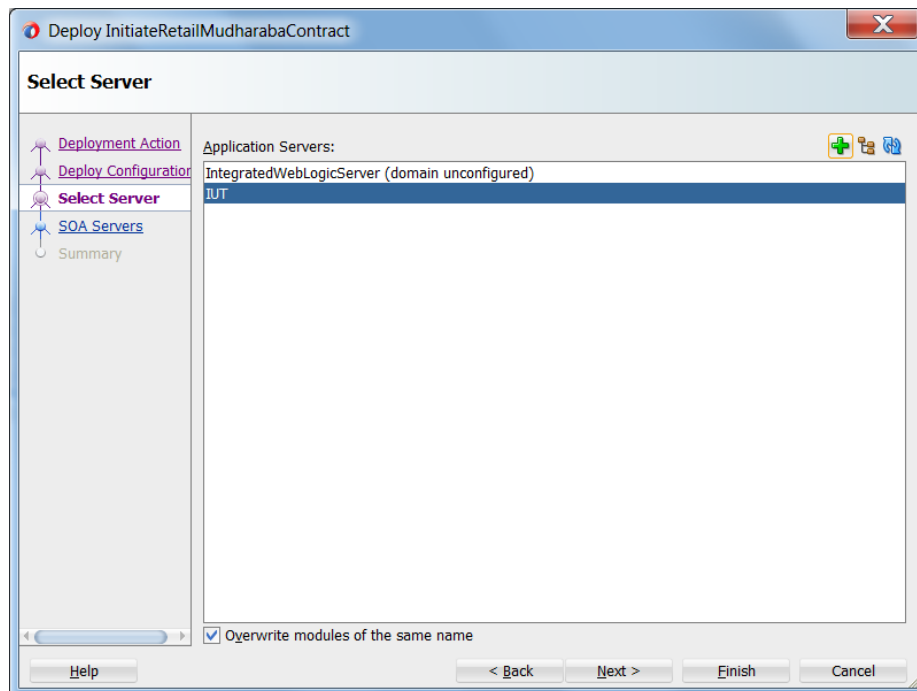 Deploy InitiateRetailMudharabaContract
Select Server
Deployment Action
Deploy Configuration
Select Server
SOA Servers
Summary
Application Servers:
IntegratedWebLogicServer (domain unconfigured)
IUT
Overwrite modules of the same name
Help
< Back
Next >
Finish
Cancel